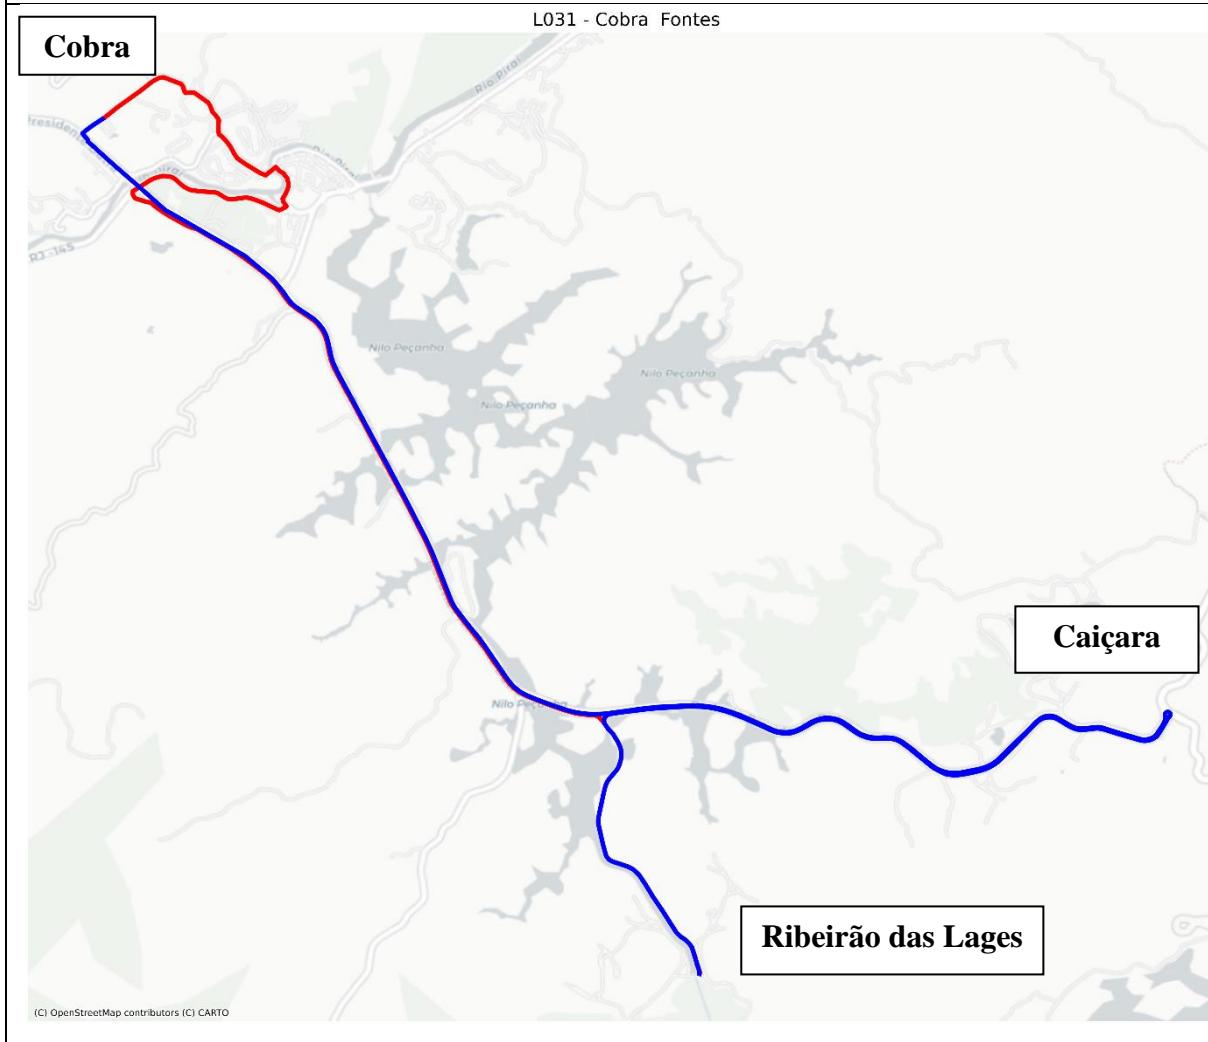 L031 - Cobra Fontes
Cobra
Rio Piraí
Presidente
RJ -145
Nilo Peçanha
Nilo Peçanha
Nilo Peçanha
Caiçara
Nilo Peçanha
Ribeirão das Lages
(C) OpenStreetMap contributors (C) CARTO